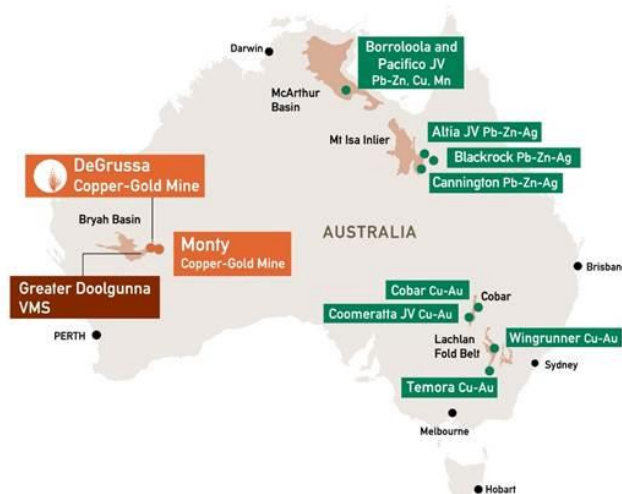 Darwin
Borroloola and
Pacifico JV
Pb-Zn, Cu, Mn
McArthur
Basin
Mt Isa Inlier
Altia JV Pb-Zn-Ag
Blackrock Pb-Zn-Ag
Cannington Pb-Zn-Ag
DeGrussa
Copper-Gold Mine
Bryah Basin
AUSTRALIA
Monty
Copper-Gold Mine
Greater Doolgunna
VMS
Brisban
Cobar Cu-Au
Cobar
Coomeratta JV Cu-Au
PERTH
Lachlan
Fold Belt
Wingrunner Cu-Au
Sydney
Temora Cu-Au
Melbourne
Hobart